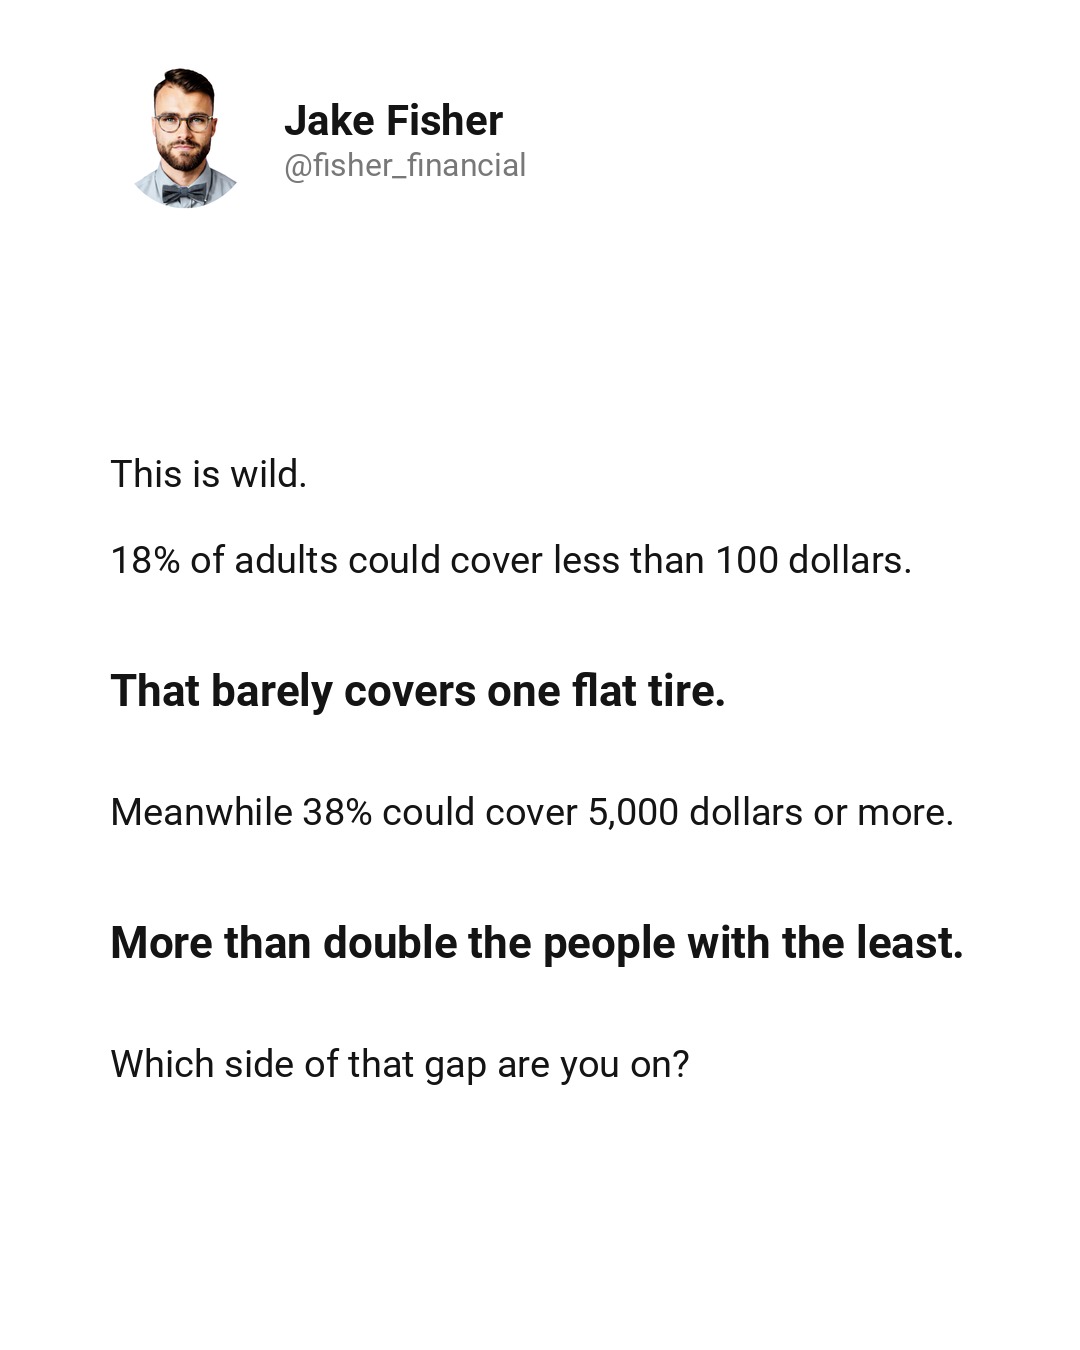 Jake Fisher
@fisher_financial
This is wild.
18% of adults could cover less than 100 dollars.
That barely covers one flat tire.
Meanwhile 38% could cover 5,000 dollars or more.
More than double the people with the least.
Which side of that gap are you on?